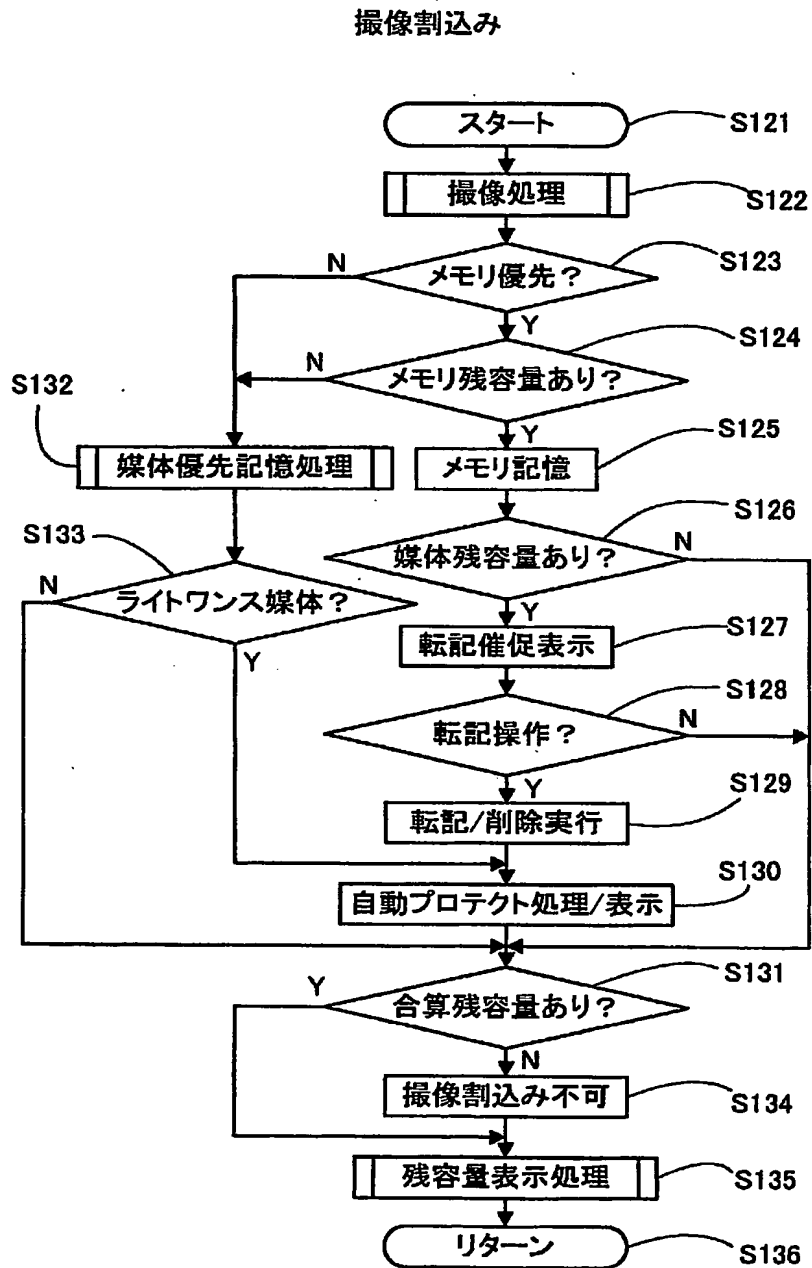 撮像割込み
スタート
S121
撮像処理
S122
メモリ優先?
S123
N
Y
メモリ残容量あり?
S124
N
Y
S132
媒体優先記憶処理
メモリ記憶
S125
S133
ライトワンス媒体?
N
Y
媒体残容量あり?
S126
N
Y
転記催促表示
S127
転記操作?
S128
N
Y
転記/削除実行
S129
自動プロテクト処理/表示
S130
合算残容量あり?
S131
Y
N
撮像割込み不可
S134
残容量表示処理
S135
リターン
S136